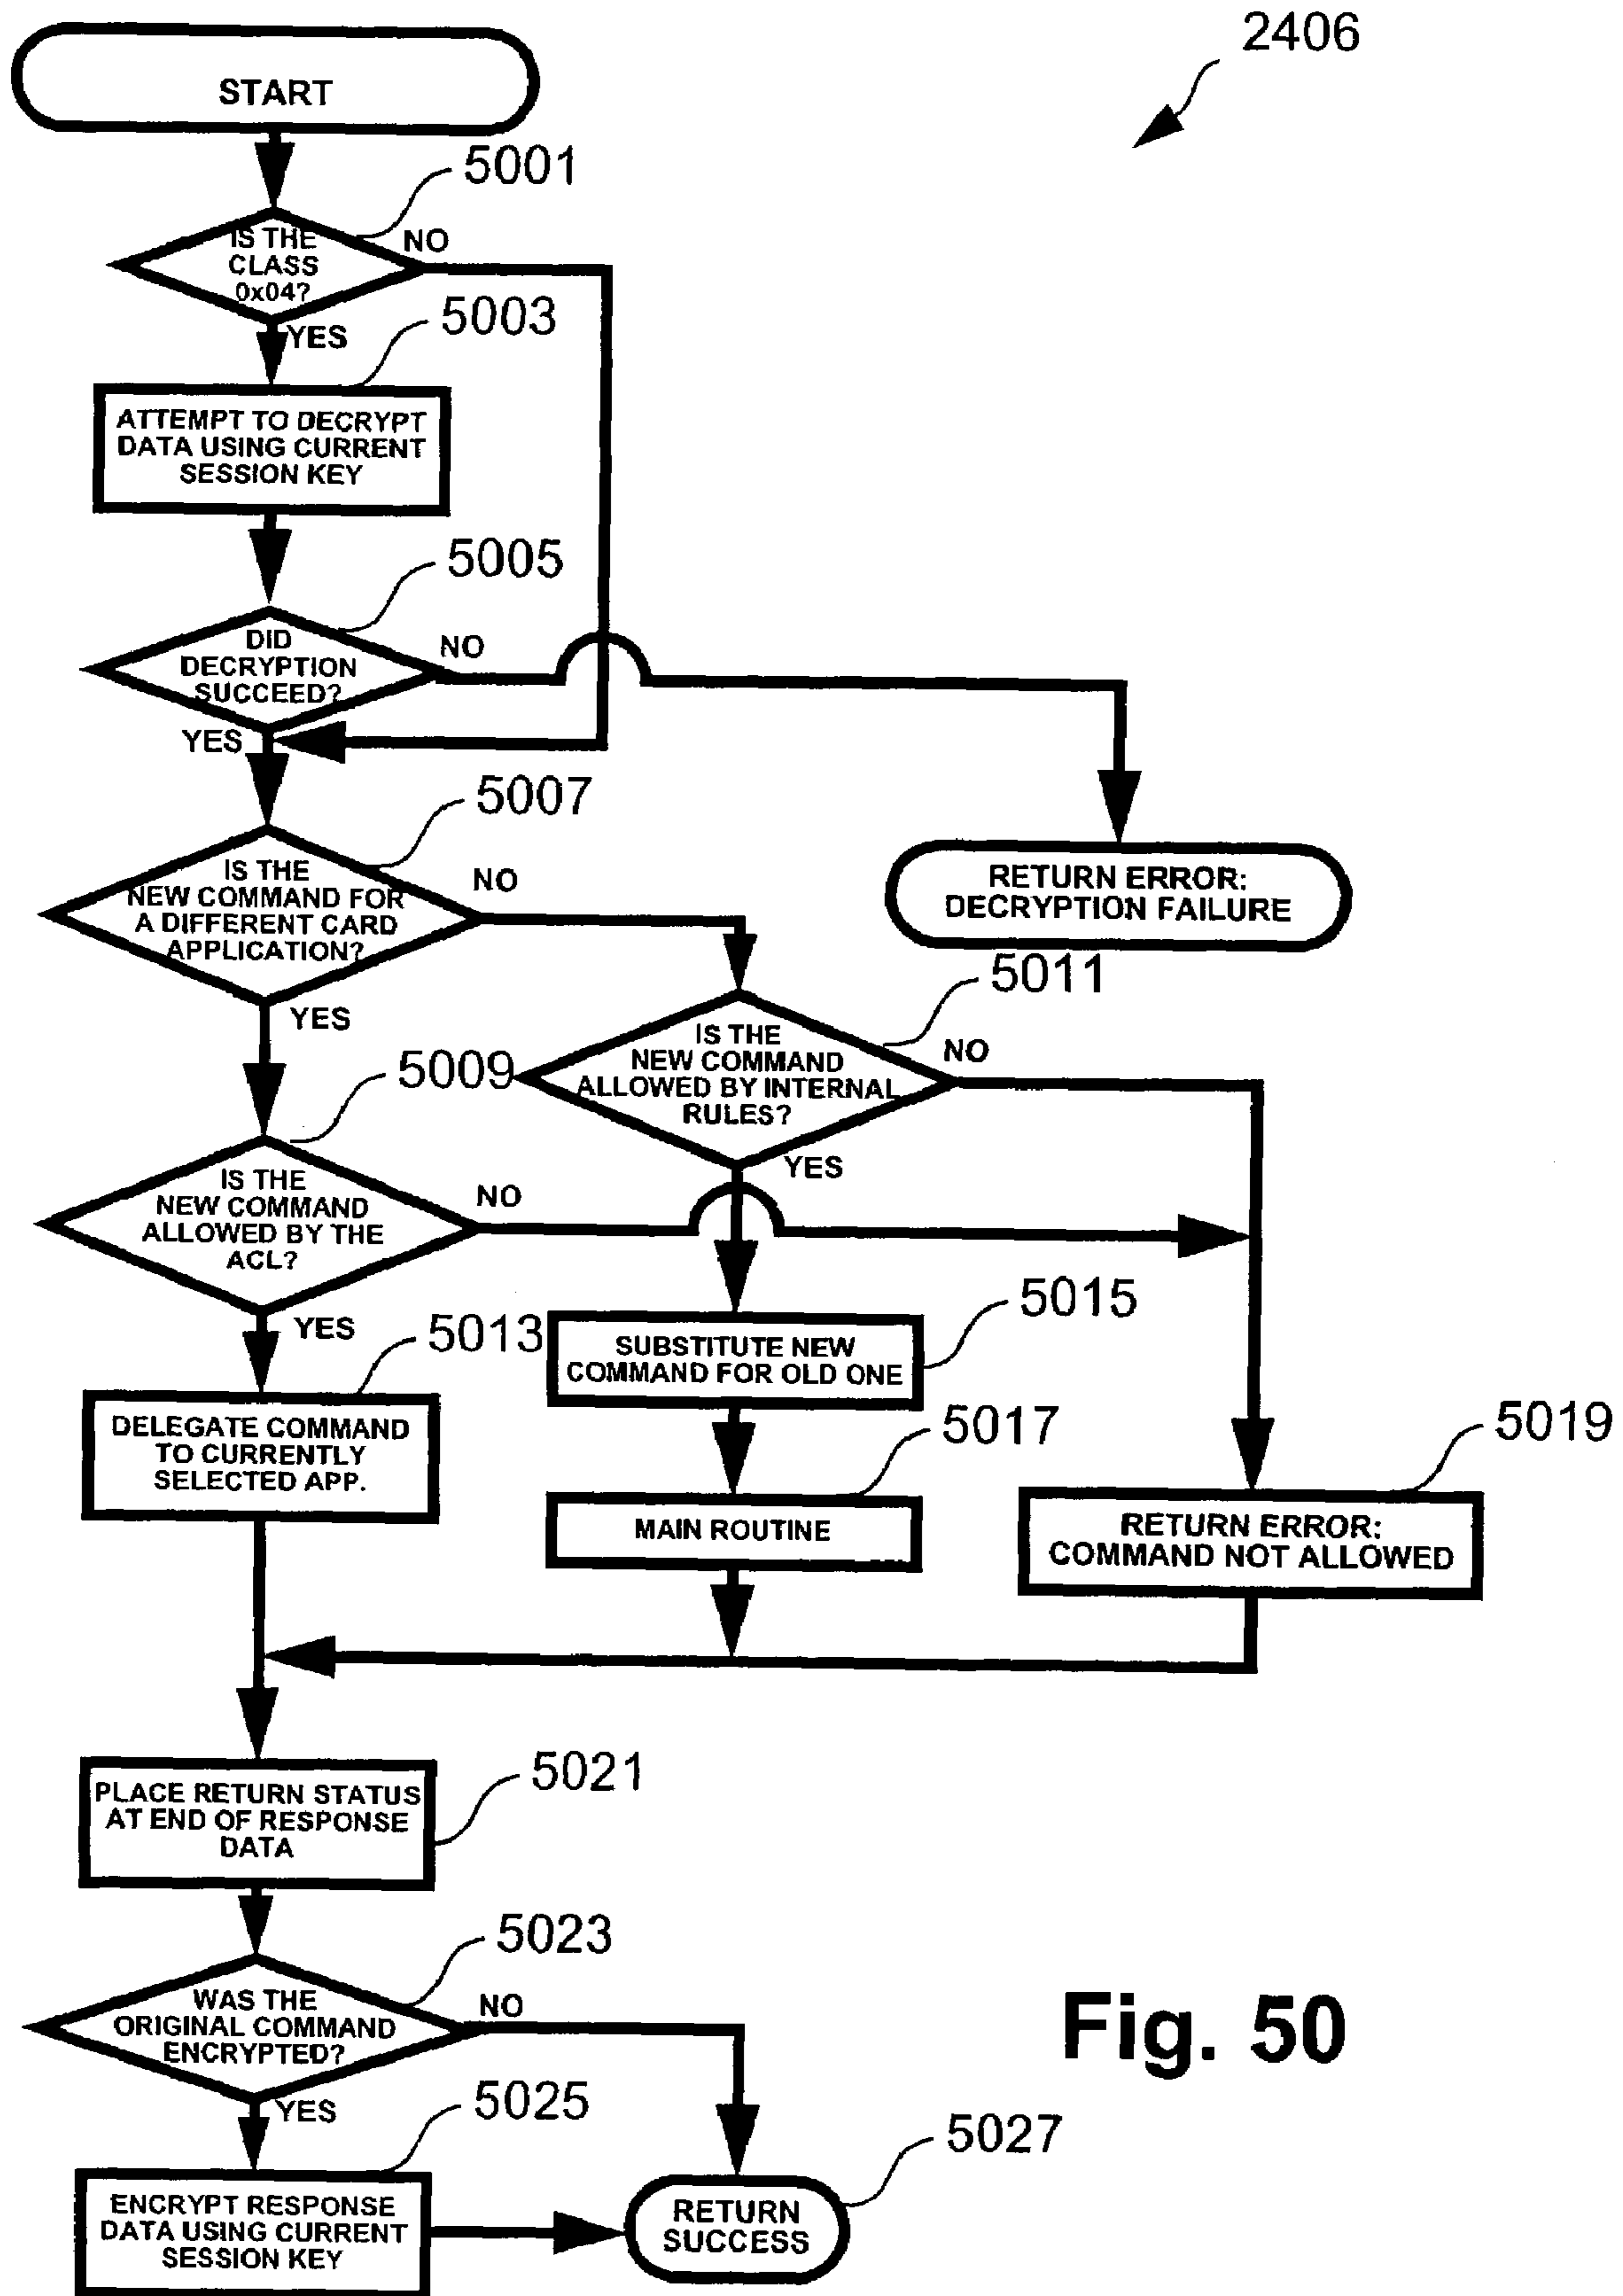 2406
START
5001
IS THE
CLASS
0x04?
NO
YES
5003
ATTEMPT TO DECRYPT
DATA USING CURRENT
SESSION KEY
5005
DID
DECRYPTION
SUCCEED?
NO
YES
5007
IS THE
NEW COMMAND FOR
A DIFFERENT CARD
APPLICATION?
NO
YES
RETURN ERROR:
DECRYPTION FAILURE
5011
IS THE
NEW COMMAND
ALLOWED BY INTERNAL
RULES?
NO
YES
5009
IS THE
NEW COMMAND
ALLOWED BY THE
ACL?
NO
YES
5013
DELEGATE COMMAND
TO CURRENTLY
SELECTED APP.
5015
SUBSTITUTE NEW
COMMAND FOR OLD ONE
5017
MAIN ROUTINE
5019
RETURN ERROR:
COMMAND NOT ALLOWED
5021
PLACE RETURN STATUS
AT END OF RESPONSE
DATA
5023
WAS THE
ORIGINAL COMMAND
ENCRYPTED?
NO
YES
5025
ENCRYPT RESPONSE
DATA USING CURRENT
SESSION KEY
5027
RETURN
SUCCESS
Fig. 50